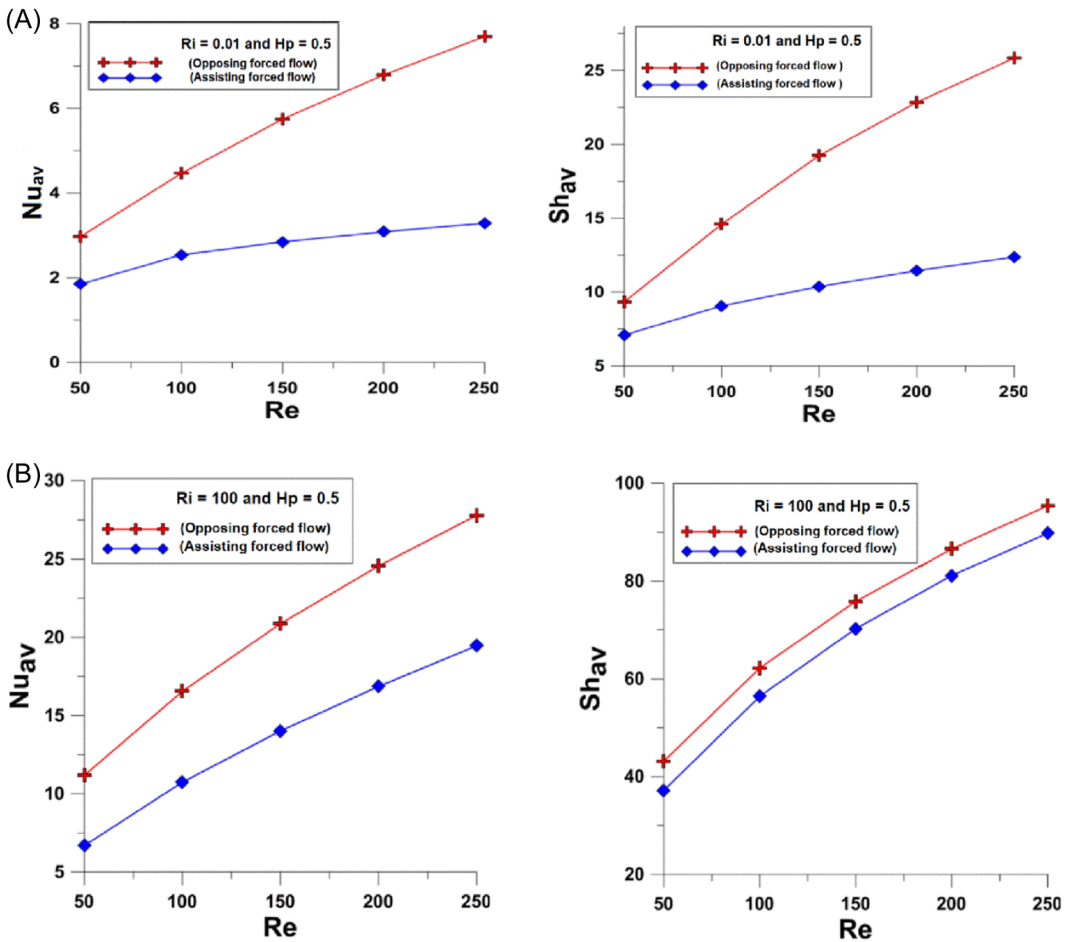 (A)
8
6
4
2
0
Nuav
Ri = 0.01 and Hp = 0.5
(Opposing forced flow)
(Assisting forced flow)
50 100 150 200 250
Re
25
20
15
10
5
Shav
Ri = 0.01 and Hp = 0.5
(Opposing forced flow )
(Assisting forced flow )
50 100 150 200 250
Re
(B)
30
25
20
15
10
5
Nuav
Ri = 100 and Hp = 0.5
(Opposing forced flow)
(Assisting forced flow)
50 100 150 200 250
Re
100
80
60
40
20
Shav
Ri = 100 and Hp = 0.5
(Opposing forced flow)
(Assisting forced flow)
50 100 150 200 250
Re